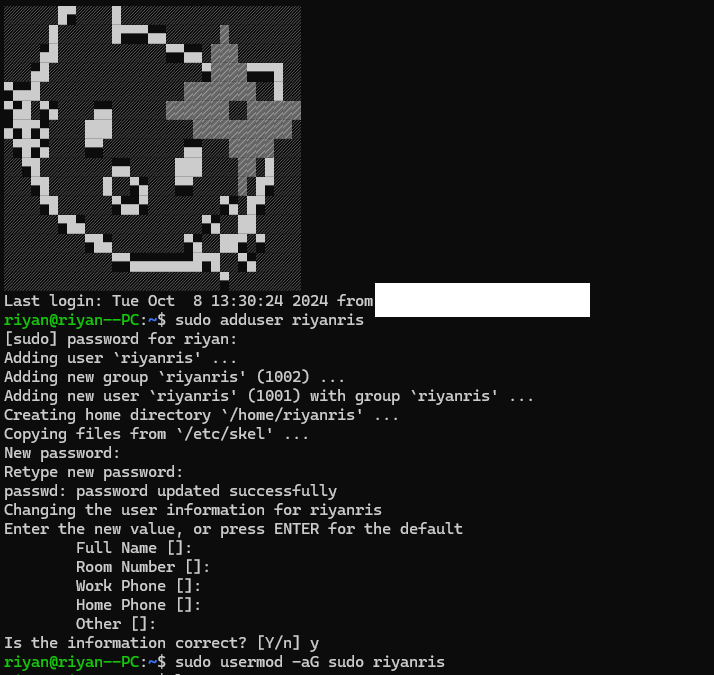 Last login: Tue Oct  8 13:30:24 2024 from
riyan@riyan--PC:~$ sudo adduser riyanris
[sudo] password for riyan:
Adding user `riyanris' ...
Adding new group `riyanris' (1002) ...
Adding new user `riyanris' (1001) with group `riyanris' ...
Creating home directory `/home/riyanris' ...
Copying files from `/etc/skel' ...
New password:
Retype new password:
passwd: password updated successfully
Changing the user information for riyanris
Enter the new value, or press ENTER for the default
        Full Name []:
        Room Number []:
        Work Phone []:
        Home Phone []:
        Other []:
Is the information correct? [Y/n] y
riyan@riyan--PC:~$ sudo usermod -aG sudo riyanris